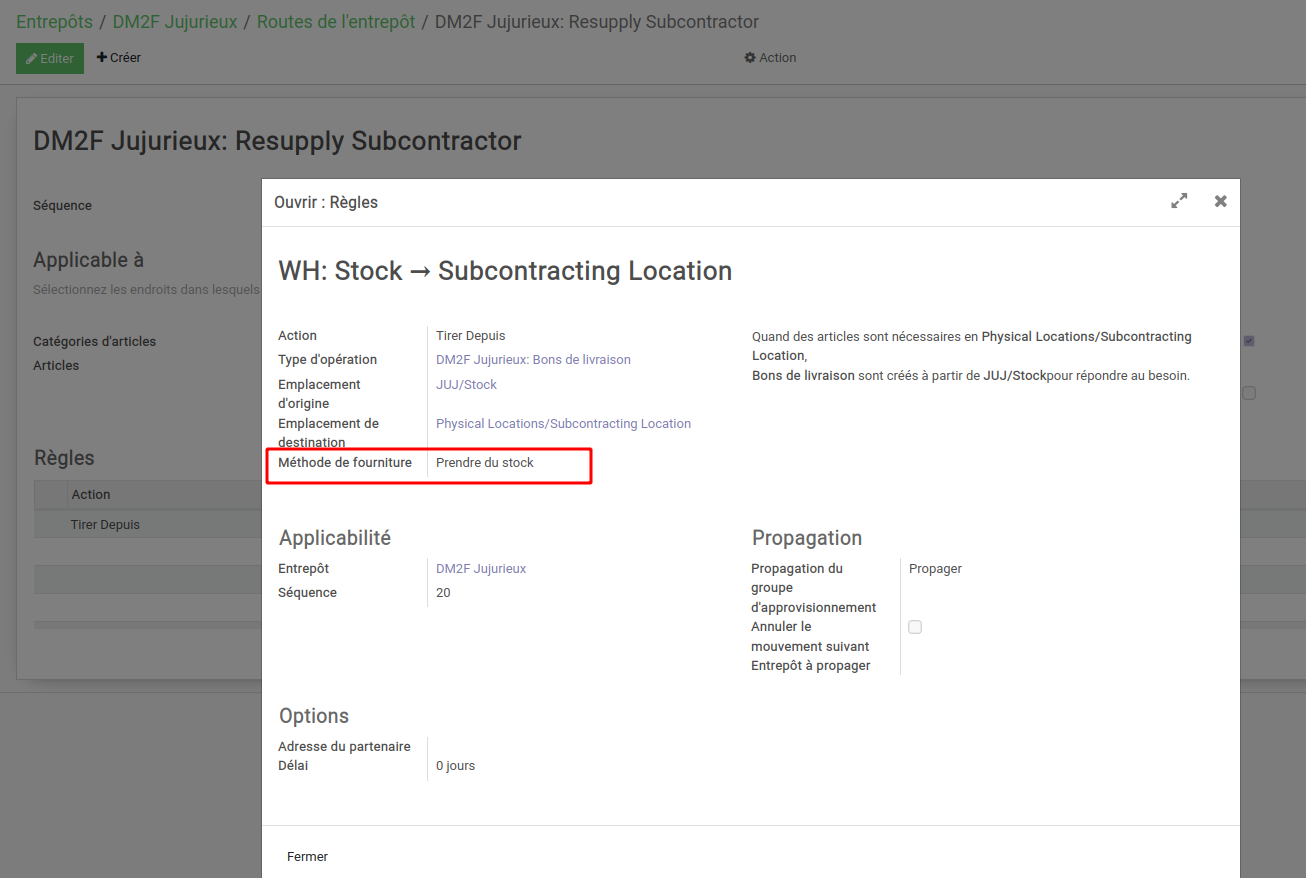 Entrepôts / DM2F Jujurieux / Routes de l'entrepôt / DM2F Jujurieux: Resupply Subcontractor
Editer Créer Action
DM2F Jujurieux: Resupply Subcontractor
Séquence
Applicable à
Sélectionnez les endroits dans lesquels
Catégories d'articles
Articles
Règles
Action
Tirer Depuis
Ouvrir : Règles
WH: Stock → Subcontracting Location
Action Tirer Depuis
Type d'opération DM2F Jujurieux: Bons de livraison
Emplacement
d'origine JUJ/Stock
Emplacement de
destination Physical Locations/Subcontracting Location
Méthode de fourniture Prendre du stock
Quand des articles sont nécessaires en Physical Locations/Subcontracting
Location,
Bons de livraison sont créés à partir de JUJ/Stockpour répondre au besoin.
Applicabilité
Entrepôt DM2F Jujurieux
Séquence 20
Propagation
Propagation du
groupe
d'approvisionnement Propager
Annuler le
mouvement suivant
Entrepôt à propager
Options
Adresse du partenaire
Délai 0 jours
Fermer